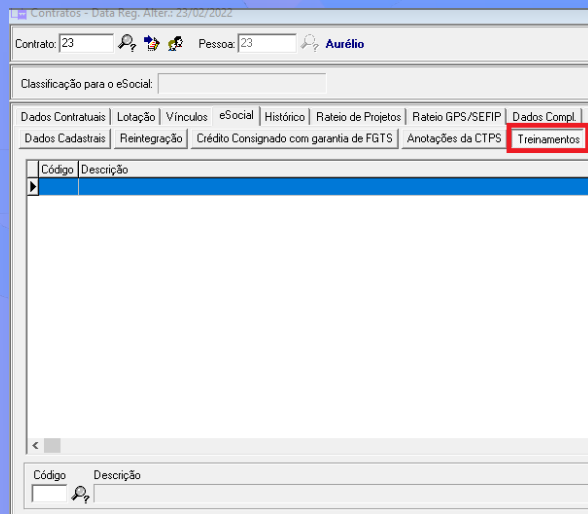 Contratos - Data Reg. Alter.: 23/02/2022
Contrato: 23 Pessoa: 23 Aurélio
Classificação para o eSocial:
Dados Contratuais Lotação Vínculos eSocial Histórico Rateio de Projetos Rateio GPS/SEFIP Dados Compl.
Dados Cadastrais Reintegração Crédito Consignado com garantia de FGTS Anotações da CTPS Treinamentos
Código Descrição
Código Descrição